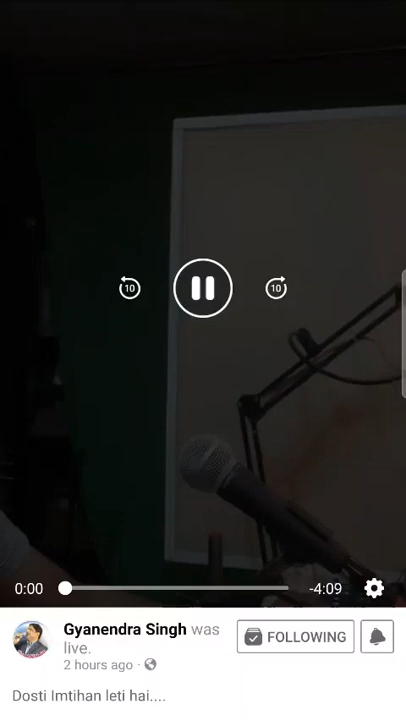 10
10
0:00
-4:09
Gyanendra Singh was
live.
FOLLOWING
2 hours ago ·
Dosti Imtihan leti hai....